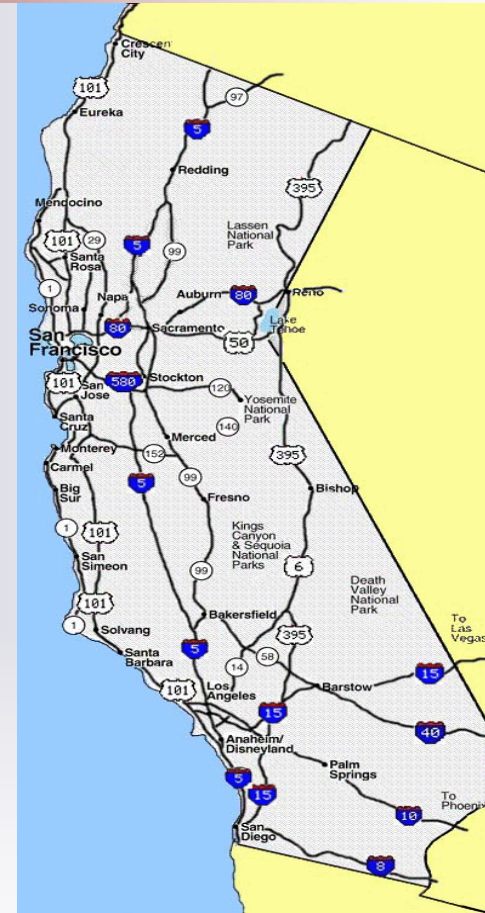 Crescent
City
101
Eureka
97
5
Redding
395
Mendocino
Lassen
National
Park
101
29
5
99
Santa
Rosa
1
Napa
Auburn
80
Reno
Sonoma
Lake
Tahoe
80
Sacramento
50
San
Francisco
101
580
Stockton
San
Jose
120
Yosemite
National
Park
Santa
Cruz
140
Merced
Monterey
152
395
Carmel
99
5
Big
Sur
Fresno
Bishop
1
101
Kings
Canyon
& Sequoia
National
Parks
San
Simeon
99
6
Death
Valley
National
Park
101
Bakersfield
1
Solvang
395
To
Las
Vegas
5
58
Santa
Barbara
14
15
101
Los
Angeles
Barstow
15
40
Anaheim/
Disneyland
Palm
Springs
5
15
To
Phoenix
10
San
Diego
8